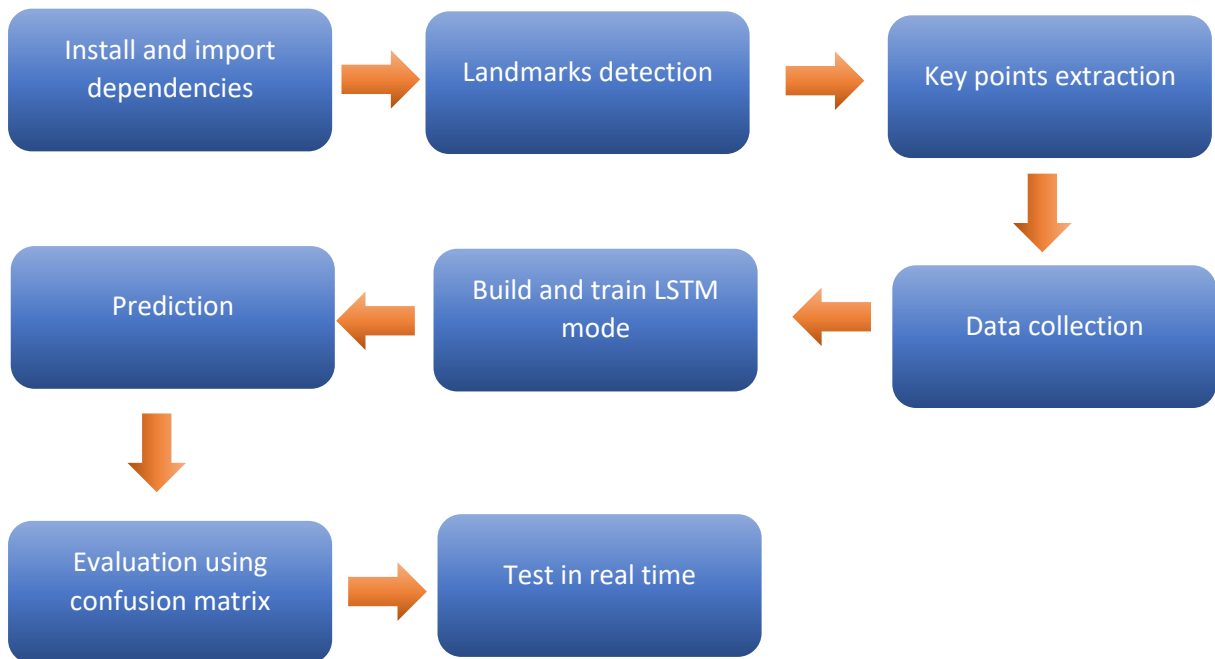 Install and import
dependencies
Landmarks detection
Key points extraction
Data collection
Build and train LSTM
mode
Prediction
Evaluation using
confusion matrix
Test in real time